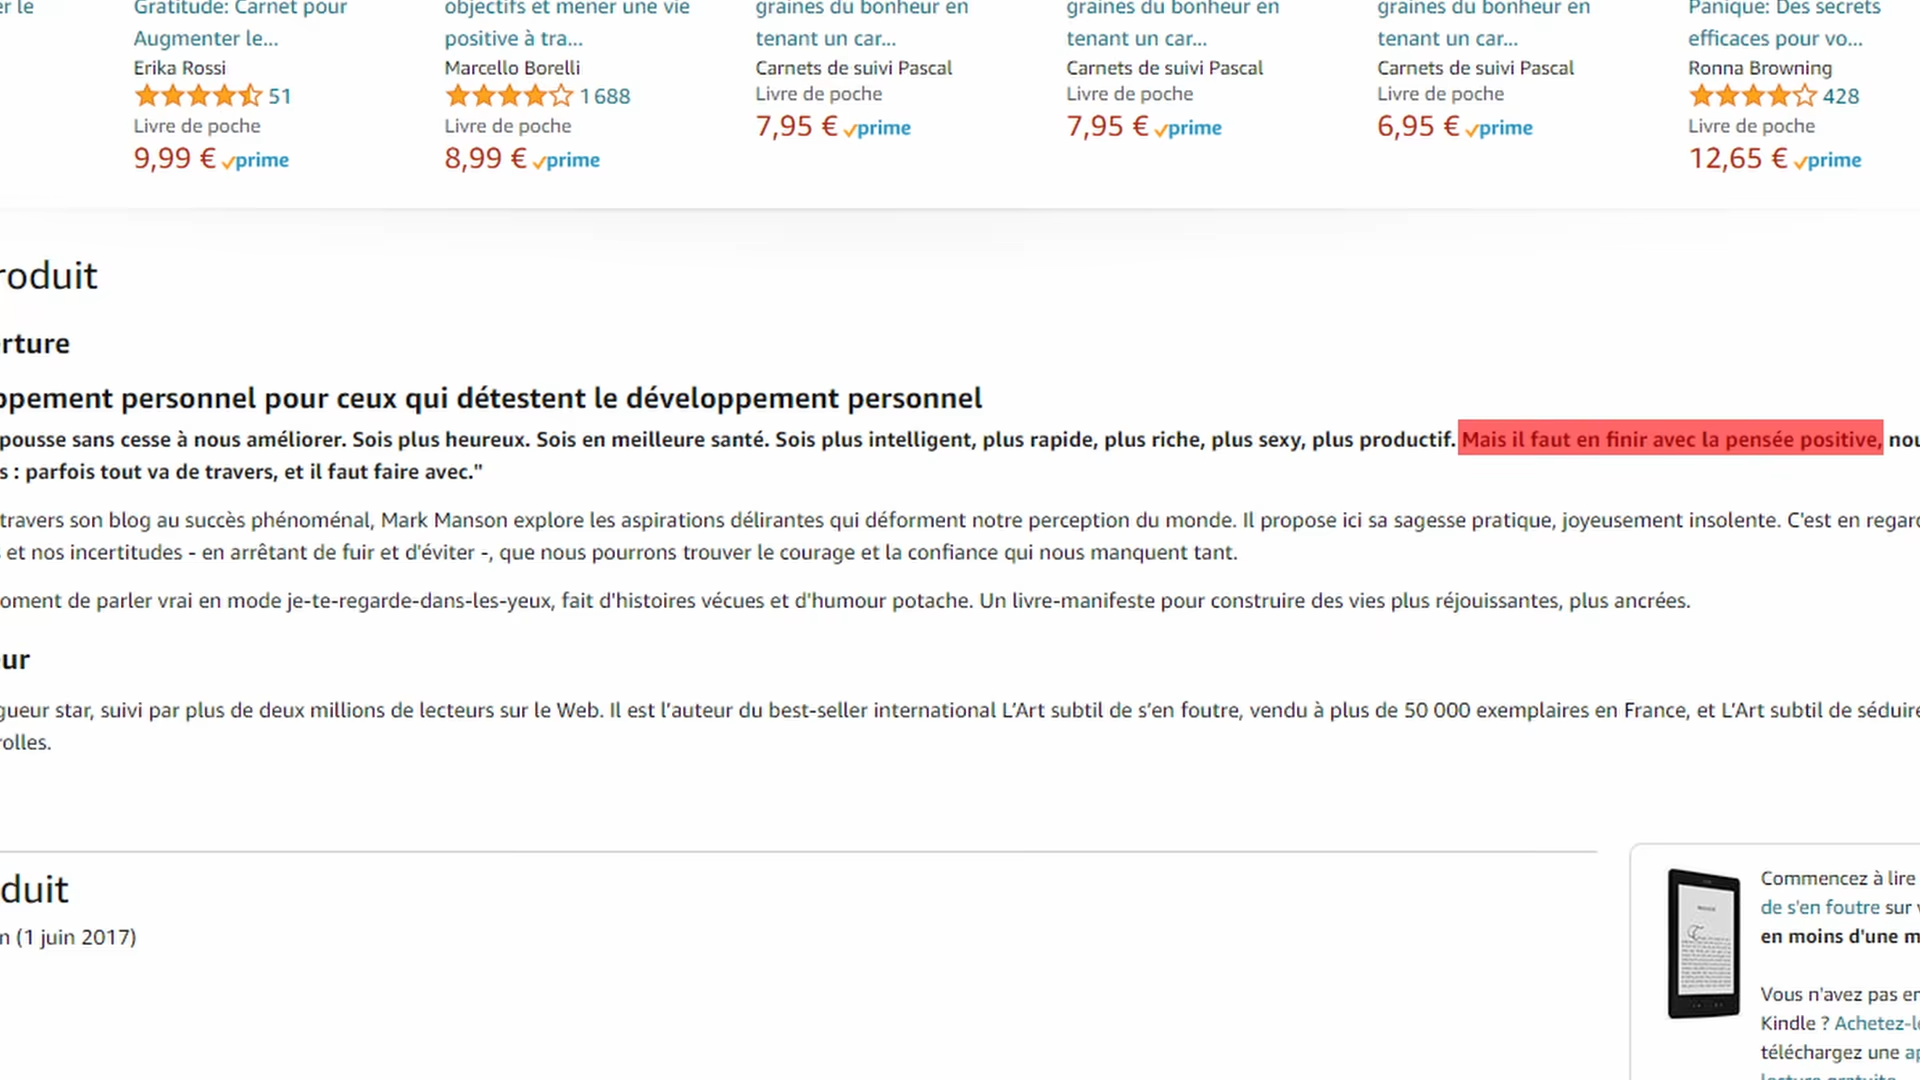 er le
Gratitude: Carnet pour
Augmenter le...
Erika Rossi
51
Livre de poche
9,99 € prime
objectifs et mener une vie
positive à tra...
Marcello Borelli
1 688
Livre de poche
8,99 € prime
graines du bonheur en
tenant un car...
Carnets de suivi Pascal
Livre de poche
7,95 € prime
graines du bonheur en
tenant un car...
Carnets de suivi Pascal
Livre de poche
7,95 € prime
graines du bonheur en
tenant un car...
Carnets de suivi Pascal
Livre de poche
6,95 € prime
Panique: Des secrets
efficaces pour vo...
Ronna Browning
428
Livre de poche
12,65 € prime
roduit
rture
ppement personnel pour ceux qui détestent le développement personnel
pousse sans cesse à nous améliorer. Sois plus heureux. Sois en meilleure santé. Sois plus intelligent, plus rapide, plus riche, plus sexy, plus productif. Mais il faut en finir avec la pensée positive, nou
s : parfois tout va de travers, et il faut faire avec."
travers son blog au succès phénoménal, Mark Manson explore les aspirations délirantes qui déforment notre perception du monde. Il propose ici sa sagesse pratique, joyeusement insolente. C'est en regard
s et nos incertitudes - en arrêtant de fuir et d'éviter -, que nous pourrons trouver le courage et la confiance qui nous manquent tant.
oment de parler vrai en mode je-te-regarde-dans-les-yeux, fait d'histoires vécues et d'humour potache. Un livre-manifeste pour construire des vies plus réjouissantes, plus ancrées.
ur
gueur star, suivi par plus de deux millions de lecteurs sur le Web. Il est l’auteur du best-seller international L’Art subtil de s’en foutre, vendu à plus de 50 000 exemplaires en France, et L’Art subtil de séduire
rolles.
duit
n (1 juin 2017)
Commencez à lire
de s'en foutre sur v
en moins d'une m
Vous n'avez pas en
Kindle ? Achetez-le
téléchargez une ap
lecture gratuite